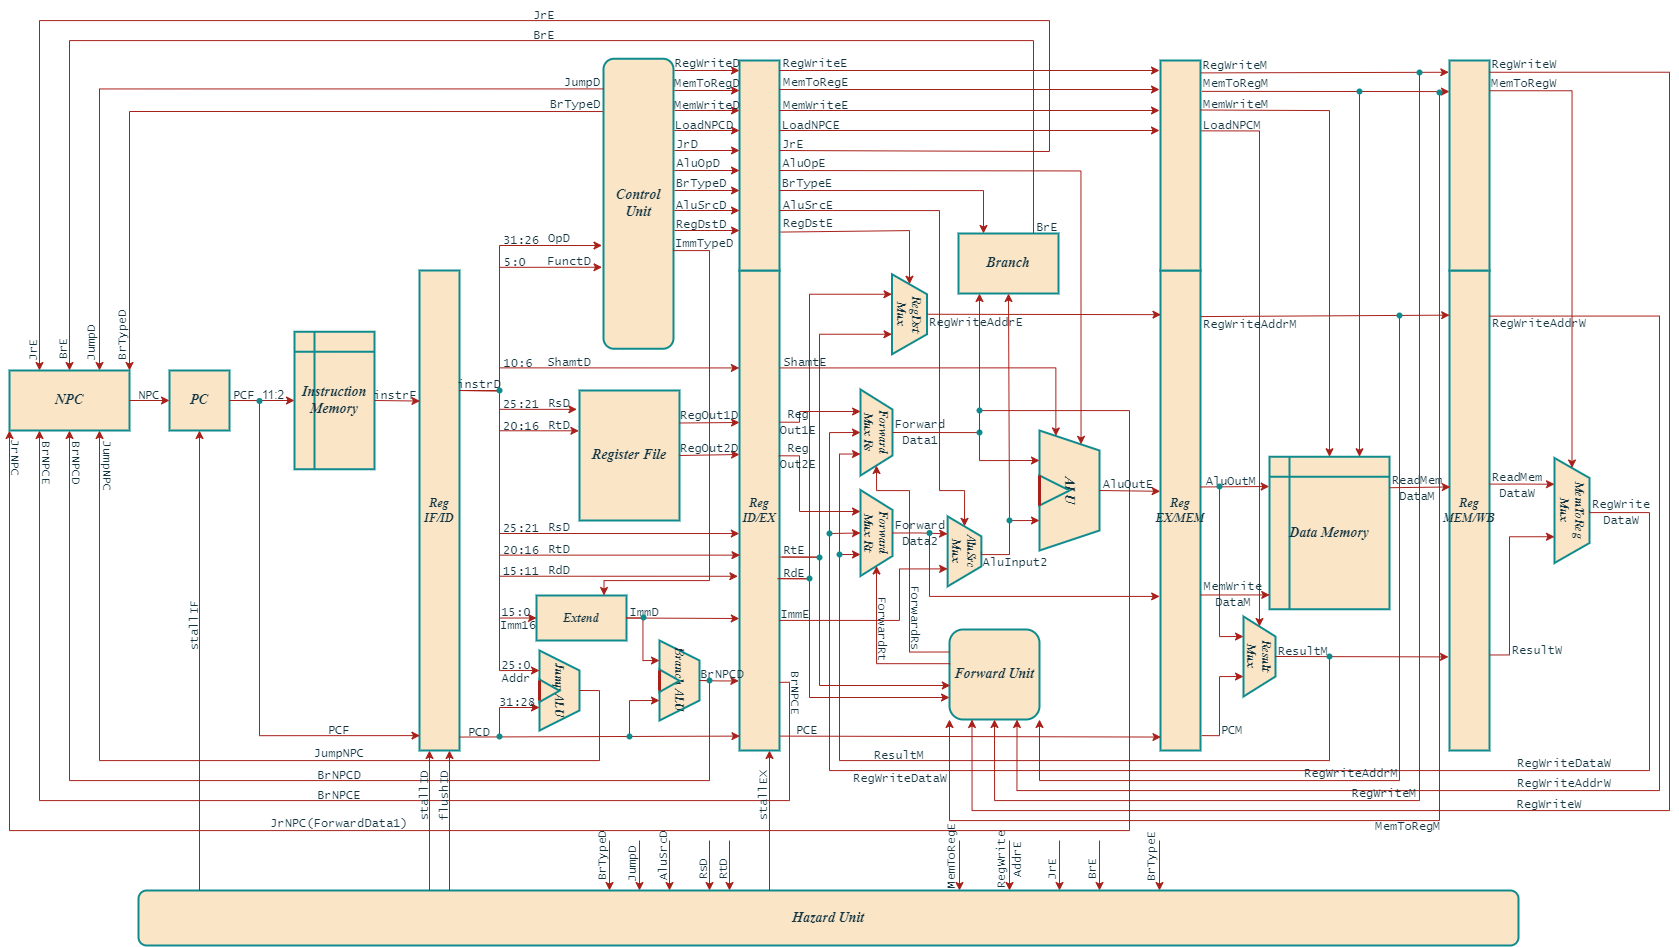 JrE
BrE
JumpD
BrTypeD
RegWriteD
MemToRegD
MemWriteD
LoadNPCD
JrD
AluOpD
BrTypeD
AluSrcD
RegDstD
ImmTypeD
Control
Unit
31:26 OpD
5:0 FunctD
RegWriteE
MemToRegE
MemWriteE
LoadNPCE
JrE
AluOpE
BrTypeE
AluSrcE
RegDstE
BrE
Branch
RegWriteM
MemToRegM
MemWriteM
LoadNPCM
RegWriteW
MemToRegW
JrE
BrE
JumpD
BrTypeD
NPC
NPC
PC
PCF
11:2
Instruction
Memory
instrF
instrD
Reg
IF/ID
JrNPC
BrNPCE
BrNPCD
JumpNPC
10:6 ShamtD
25:21 RsD
20:16 RtD
Register File
RegOut1D
RegOut2D
25:21 RsD
20:16 RtD
15:11 RdD
15:0
Imm16
Extend
ImmD
25:0
Addr
31:28
Jump ALU
Branch ALU
BrNPCD
PCF
PCD
Reg
ID/EX
RegDst
Mux
RegWriteAddrE
ShamtE
Reg
Out1E
Reg
Out2E
RtE
RdE
ImmE
BrNPCE
PCE
Forward
Mux Rs
Forward
Data1
Forward
Mux Rt
Forward
Data2
AluSrc
Mux
AluInput2
ALU
AluOutE
ForwardRs
ForwardRt
Forward Unit
Reg
EX/MEM
RegWriteAddrM
AluOutM
MemWrite
DataM
Data Memory
ReadMem
DataM
Result
Mux
ResultM
PCM
Reg
MEM/WB
RegWriteAddrW
ReadMem
DataW
MemToReg
Mux
RegWrite
DataW
ResultW
JumpNPC
BrNPCD
BrNPCE
JrNPC(ForwardData1)
ResultM
RegWriteDataW
RegWriteDataW
RegWriteAddrM
RegWriteAddrW
RegWriteM
RegWriteW
MemToRegM
stallIF
stallID
flushID
stallEX
BrTypeD
JumpD
AluSrcD
RsD
RtD
MemToRegE
RegWrite
AddrE
JrE
BrE
BrTypeE
Hazard Unit